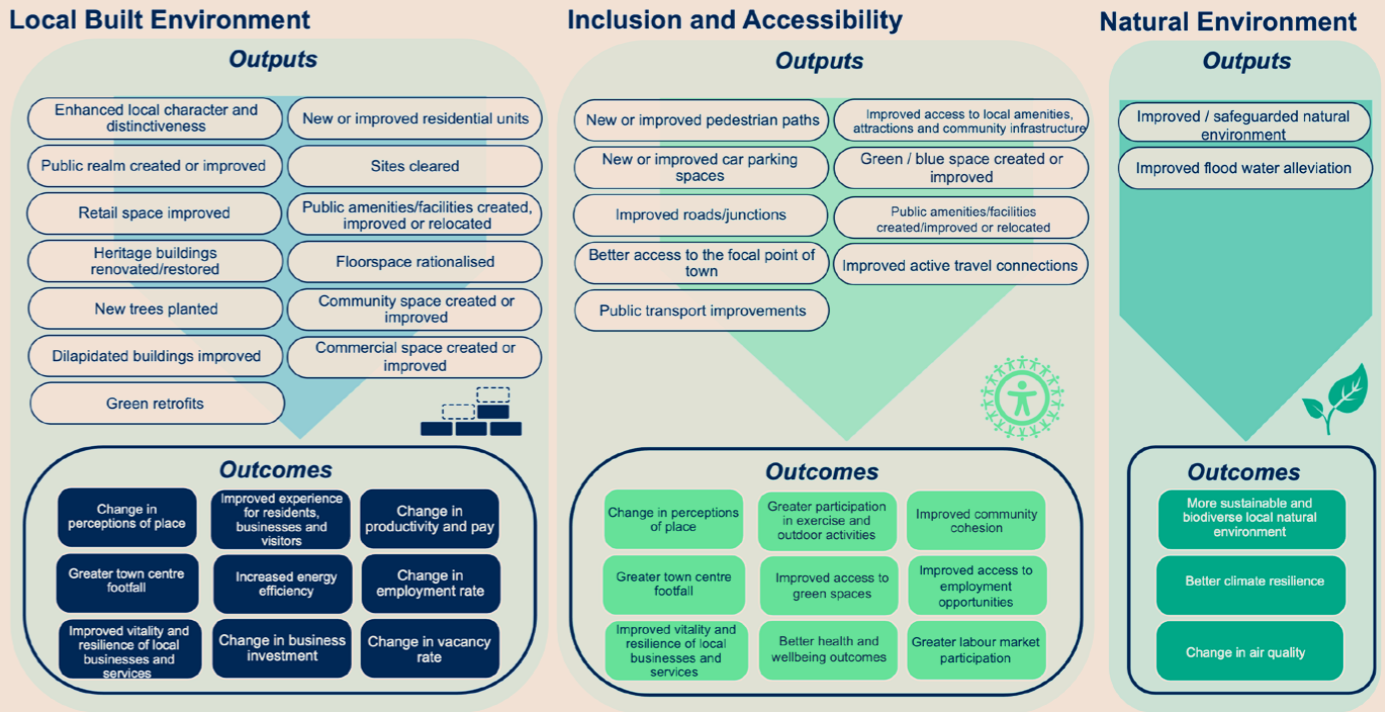 Local Built Environment
Outputs
Enhanced local character and
distinctiveness
New or improved residential units
Public realm created or improved
Sites cleared
Retail space improved
Public amenities/facilities created,
improved or relocated
Heritage buildings
renovated/restored
Floorspace rationalised
New trees planted
Community space created or
improved
Dilapidated buildings improved
Commercial space created or
improved
Green retrofits
Outcomes
Change in
perceptions of place
Improved experience
for residents,
businesses and
visitors
Change in
productivity and pay
Greater town centre
footfall
Increased energy
efficiency
Change in
employment rate
Improved vitality and
resilience of local
businesses and
services
Change in business
investment
Change in vacancy
rate
Inclusion and Accessibility
Outputs
New or improved pedestrian paths
Improved access to local amenities,
attractions and community infrastructure
New or improved car parking
spaces
Green / blue space created or
improved
Improved roads/junctions
Public amenities/facilities
created/improved or relocated
Better access to the focal point of
town
Improved active travel connections
Public transport improvements
Outcomes
Change in perceptions
of place
Greater participation
in exercise and
outdoor activities
Improved community
cohesion
Greater town centre
footfall
Improved access to
green spaces
Improved access to
employment
opportunities
Improved vitality and
resilience of local
businesses and
services
Better health and
wellbeing outcomes
Greater labour market
participation
Natural Environment
Outputs
Improved / safeguarded natural
environment
Improved flood water alleviation
Outcomes
More sustainable and
biodiverse local natural
environment
Better climate resilience
Change in air quality